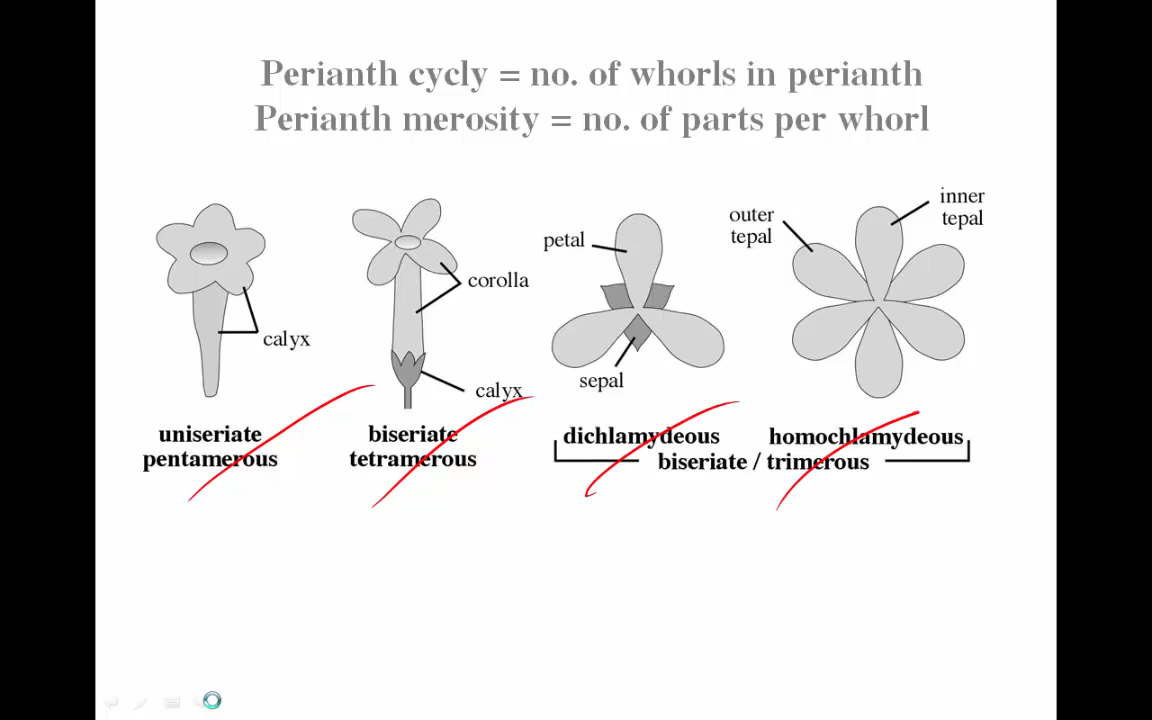 Perianth cycly = no. of whorls in perianth
Perianth merosity = no. of parts per whorl
inner
tepal
outer
tepal
petal
corolla
calyx
sepal
calyx
uniseriate
pentamerous
biseriate
tetramerous
dichlamydeous
homochlamydeous
biseriate / trimerous